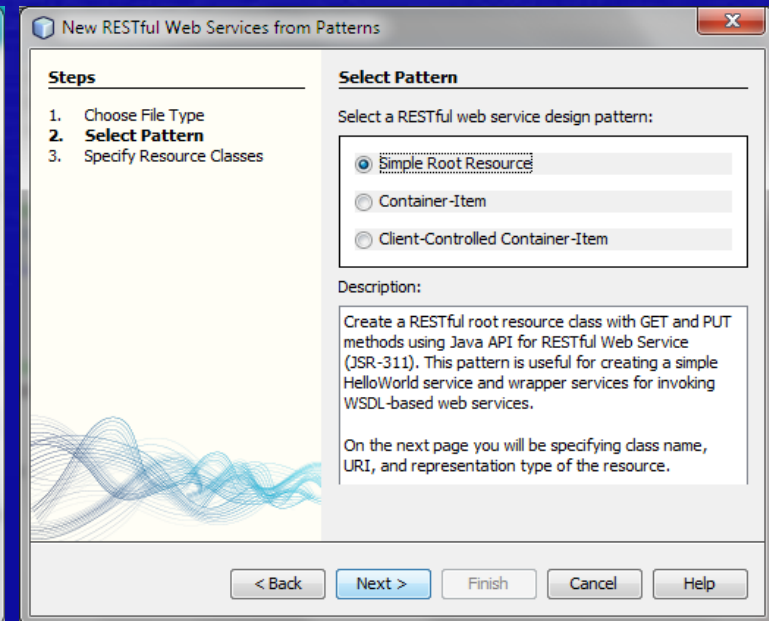 New RESTful Web Services from Patterns
Steps
1. Choose File Type
2. Select Pattern
3. Specify Resource Classes
Select Pattern
Select a RESTful web service design pattern:
Simple Root Resource
Container-Item
Client-Controlled Container-Item
Description:
Create a RESTful root resource class with GET and PUT
methods using Java API for RESTful Web Service
(JSR-311). This pattern is useful for creating a simple
HelloWorld service and wrapper services for invoking
WSDL-based web services.
On the next page you will be specifying class name,
URI, and representation type of the resource.
< Back Next > Finish Cancel Help